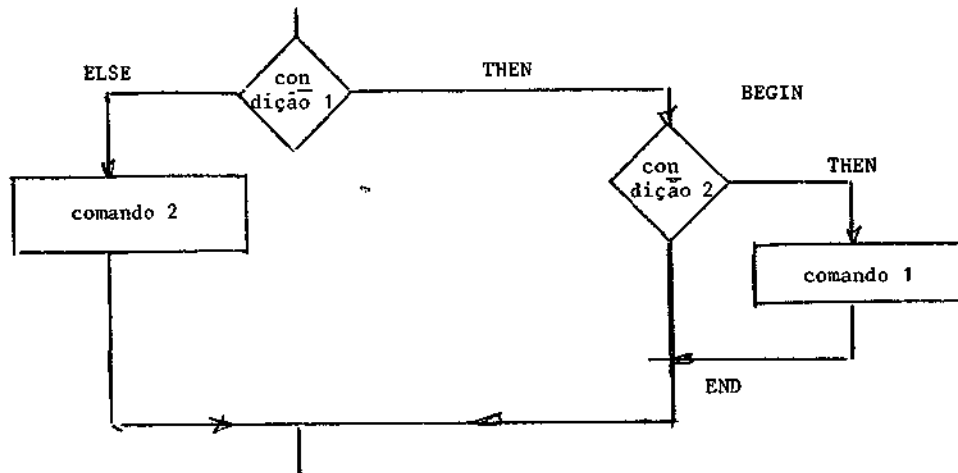 ELSE
con
dição 1
THEN
BEGIN
con
dição 2
THEN
comando 2
comando 1
END